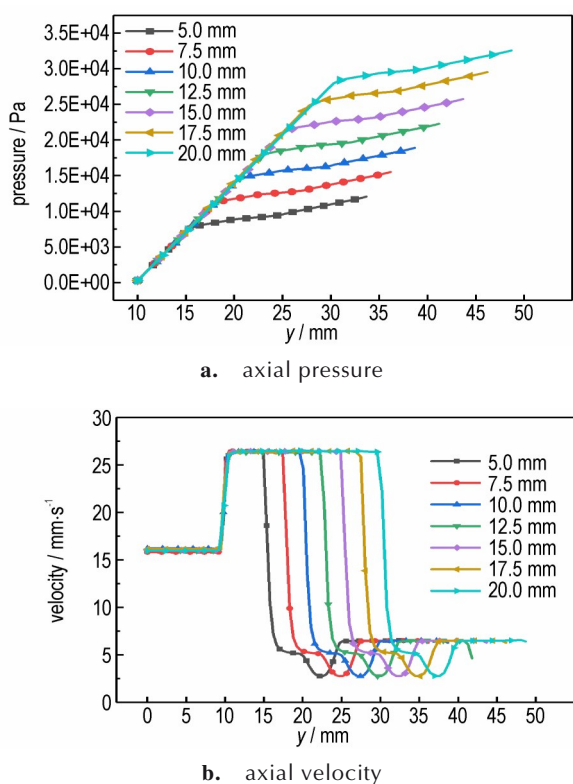 3.5E+04
3.0E+04
2.5E+04
2.0E+04
1.5E+04
1.0E+04
5.0E+03
0.0E+00
pressure / Pa
5.0 mm
7.5 mm
10.0 mm
12.5 mm
15.0 mm
17.5 mm
20.0 mm
10 15 20 25 30 35 40 45 50
y / mm
a. axial pressure
30
25
20
15
10
5
0
velocity / mm·s⁻¹
5.0 mm
7.5 mm
10.0 mm
12.5 mm
15.0 mm
17.5 mm
20.0 mm
0 5 10 15 20 25 30 35 40 45 50
y / mm
b. axial velocity